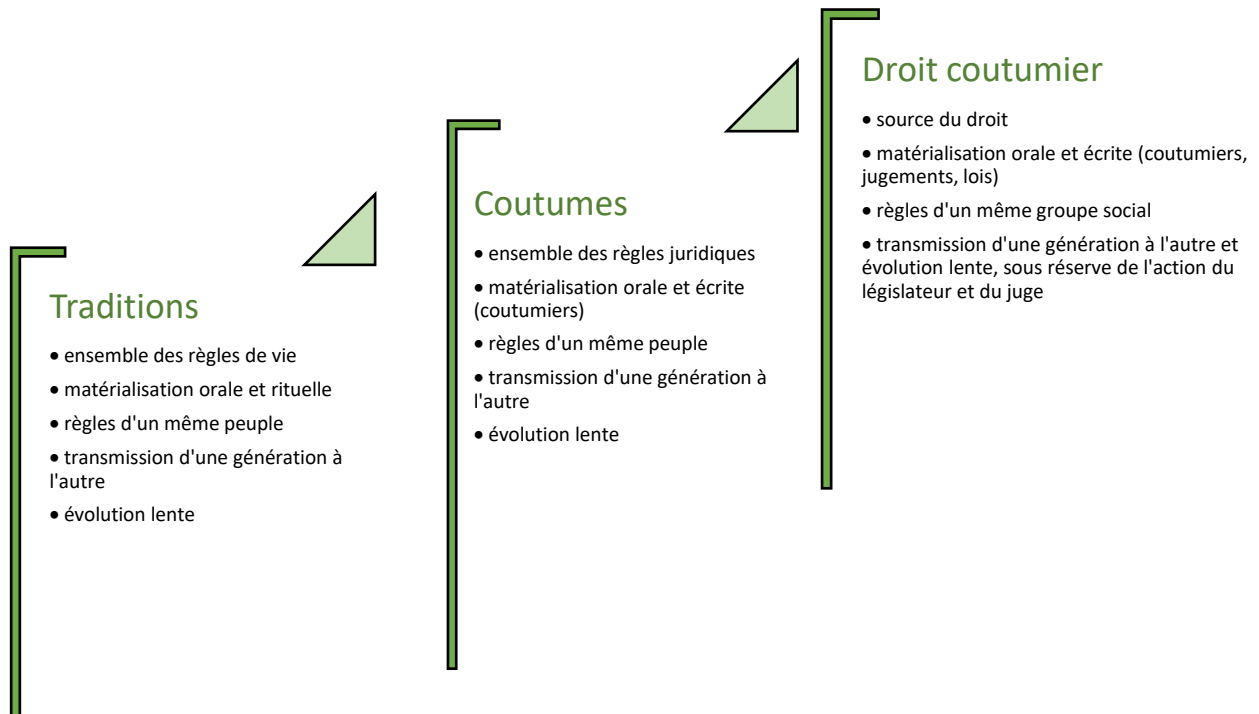 Traditions
• ensemble des règles de vie
• matérialisation orale et rituelle
• règles d'un même peuple
• transmission d'une génération à
l'autre
• évolution lente
Coutumes
• ensemble des règles juridiques
• matérialisation orale et écrite
(coutumiers)
• règles d'un même peuple
• transmission d'une génération à
l'autre
• évolution lente
Droit coutumier
• source du droit
• matérialisation orale et écrite (coutumiers,
jugements, lois)
• règles d'un même groupe social
• transmission d'une génération à l'autre et
évolution lente, sous réserve de l'action du
législateur et du juge